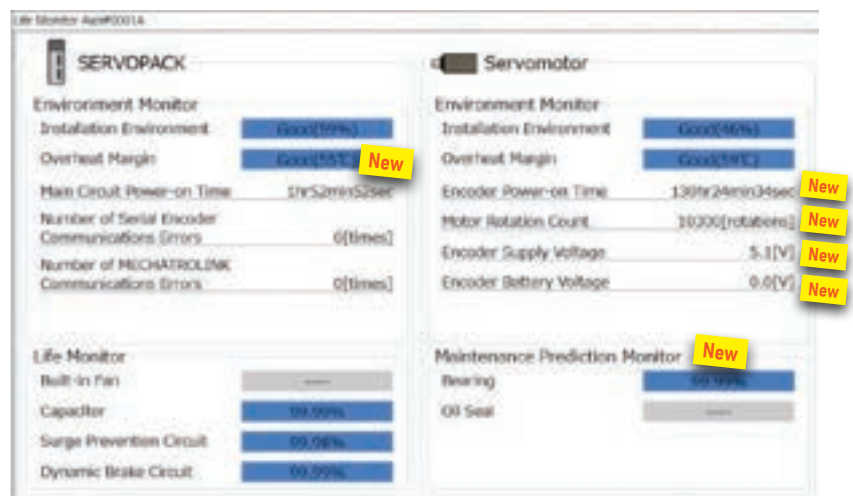 Life Monitor Axis#0001A
SERVOPACK
Environment Monitor
Installation Environment Good(59%)
Overheat Margin Good(55℃) New
Main Circuit Power-on Time 1hr52min52sec
Number of Serial Encoder
Communications Errors 0[times]
Number of MECHATROLINK
Communications Errors 0[times]
Life Monitor
Built-in Fan ----
Capacitor 99.99%
Surge Prevention Circuit 99.98%
Dynamic Brake Circuit 99.99%
Servomotor
Environment Monitor
Installation Environment Good(46%)
Overheat Margin Good(59℃)
Encoder Power-on Time 130hr24min34sec New
Motor Rotation Count [rotations] New
Encoder Supply Voltage 5.1[V] New
Encoder Battery Voltage 0.0[V] New
Maintenance Prediction Monitor New
Bearing 99.99%
Oil Seal ----